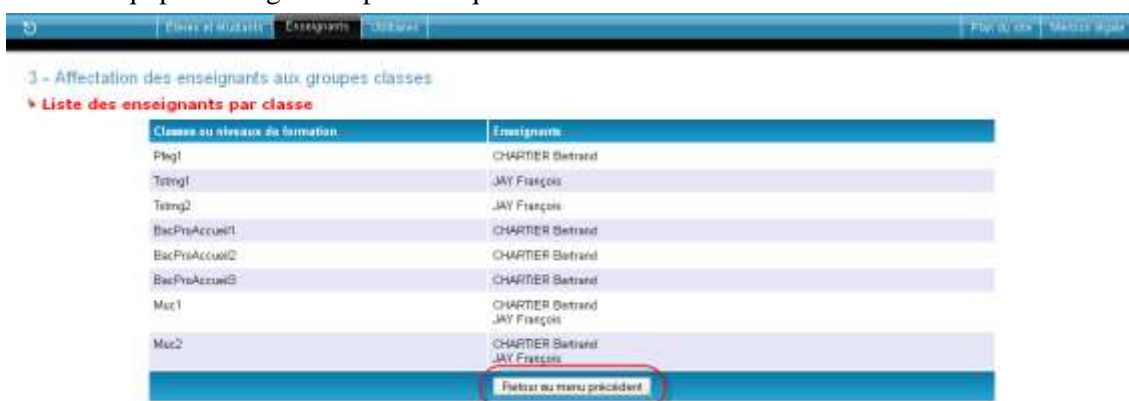 Elèves et étudiants Enseignants Utilitaires Plan du site Mention légale
3 - Affectation des enseignants aux groupes classes
Liste des enseignants par classe
Classes ou niveaux de formation Enseignants
CHARTIER Bertrand
Tstmg1 JAY François
Tstmg2 JAY François
BacProAccueil1 CHARTIER Bertrand
BacProAccueil2 CHARTIER Bertrand
BacProAccueil3 CHARTIER Bertrand
Muc1 CHARTIER Bertrand
JAY François
Muc2 CHARTIER Bertrand
JAY François
Retour au menu précédent